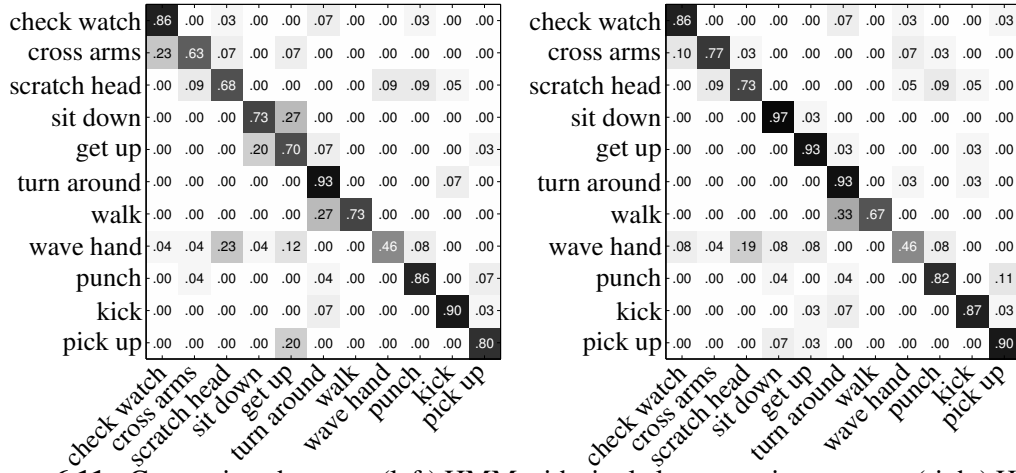 check watch .86 .00 .03 .00 .00 .07 .00 .00 .03 .00 .00
cross arms .23 .63 .07 .00 .07 .00 .00 .00 .00 .00 .00
scratch head .00 .09 .68 .00 .00 .00 .00 .09 .09 .05 .00
sit down .00 .00 .00 .73 .27 .00 .00 .00 .00 .00 .00
get up .00 .00 .00 .20 .70 .07 .00 .00 .00 .00 .03
turn around .00 .00 .00 .00 .00 .93 .00 .00 .00 .07 .00
walk .00 .00 .00 .00 .00 .27 .73 .00 .00 .00 .00
wave hand .04 .04 .23 .04 .12 .00 .00 .46 .08 .00 .00
punch .00 .04 .00 .00 .00 .04 .00 .00 .86 .00 .07
kick .00 .00 .00 .00 .00 .07 .00 .00 .00 .90 .03
pick up .00 .00 .00 .00 .20 .00 .00 .00 .00 .00 .80
check watch
cross arms
scratch head
sit down
get up
turn around
walk
wave hand
punch
kick
pick up
check watch .86 .00 .00 .00 .00 .07 .00 .03 .00 .00 .03
cross arms .10 .77 .03 .00 .00 .00 .00 .07 .03 .00 .00
scratch head .00 .09 .73 .00 .00 .00 .00 .05 .09 .05 .00
sit down .00 .00 .00 .97 .03 .00 .00 .00 .00 .00 .00
get up .00 .00 .00 .00 .93 .03 .00 .00 .00 .03 .00
turn around .00 .00 .00 .00 .00 .93 .00 .03 .00 .03 .00
walk .00 .00 .00 .00 .00 .33 .67 .00 .00 .00 .00
wave hand .08 .04 .19 .08 .08 .00 .00 .46 .08 .00 .00
punch .00 .00 .00 .04 .00 .04 .00 .00 .82 .00 .11
kick .00 .00 .00 .00 .03 .07 .00 .00 .00 .87 .03
pick up .00 .00 .00 .07 .03 .00 .00 .00 .00 .00 .90
check watch
cross arms
scratch head
sit down
get up
turn around
walk
wave hand
punch
kick
pick up